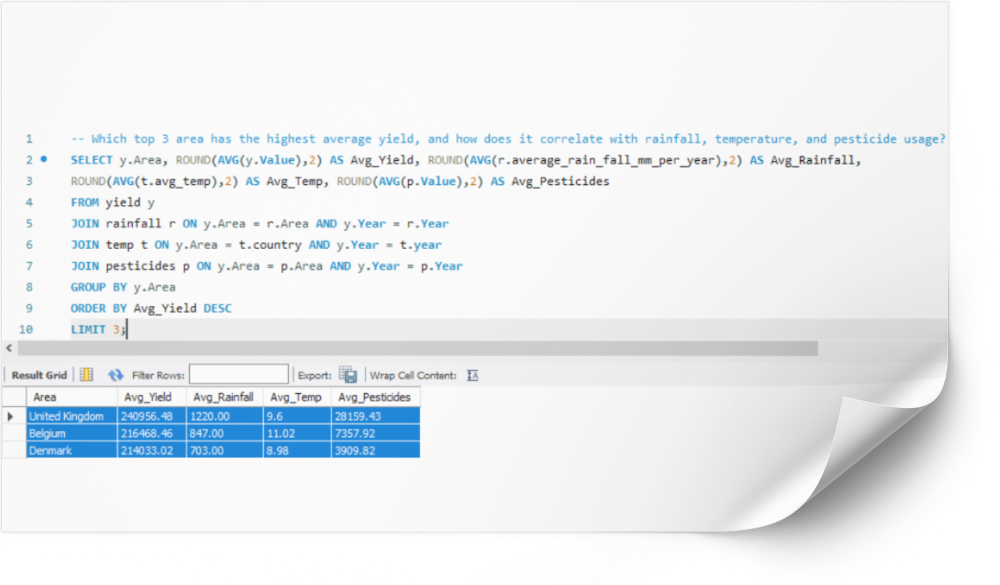 1 -- Which top 3 area has the highest average yield, and how does it correlate with rainfall, temperature, and pesticide usage?
2 SELECT y.Area, ROUND(AVG(y.Value),2) AS Avg_Yield, ROUND(AVG(r.average_rain_fall_mm_per_year),2) AS Avg_Rainfall,
3 ROUND(AVG(t.avg_temp),2) AS Avg_Temp, ROUND(AVG(p.Value),2) AS Avg_Pesticides
4 FROM yield y
5 JOIN rainfall r ON y.Area = r.Area AND y.Year = r.Year
6 JOIN temp t ON y.Area = t.country AND y.Year = t.year
7 JOIN pesticides p ON y.Area = p.Area AND y.Year = p.Year
8 GROUP BY y.Area
9 ORDER BY Avg_Yield DESC
10 LIMIT 3;
Result Grid Filter Rows: Export: Wrap Cell Content: IA
Area Avg_Yield Avg_Rainfall Avg_Temp Avg_Pesticides
United Kingdom 240956.48 1220.00 9.6 28159.43
Belgium 216468.46 847.00 11.02 7357.92
Denmark 214033.02 703.00 8.98 3909.82